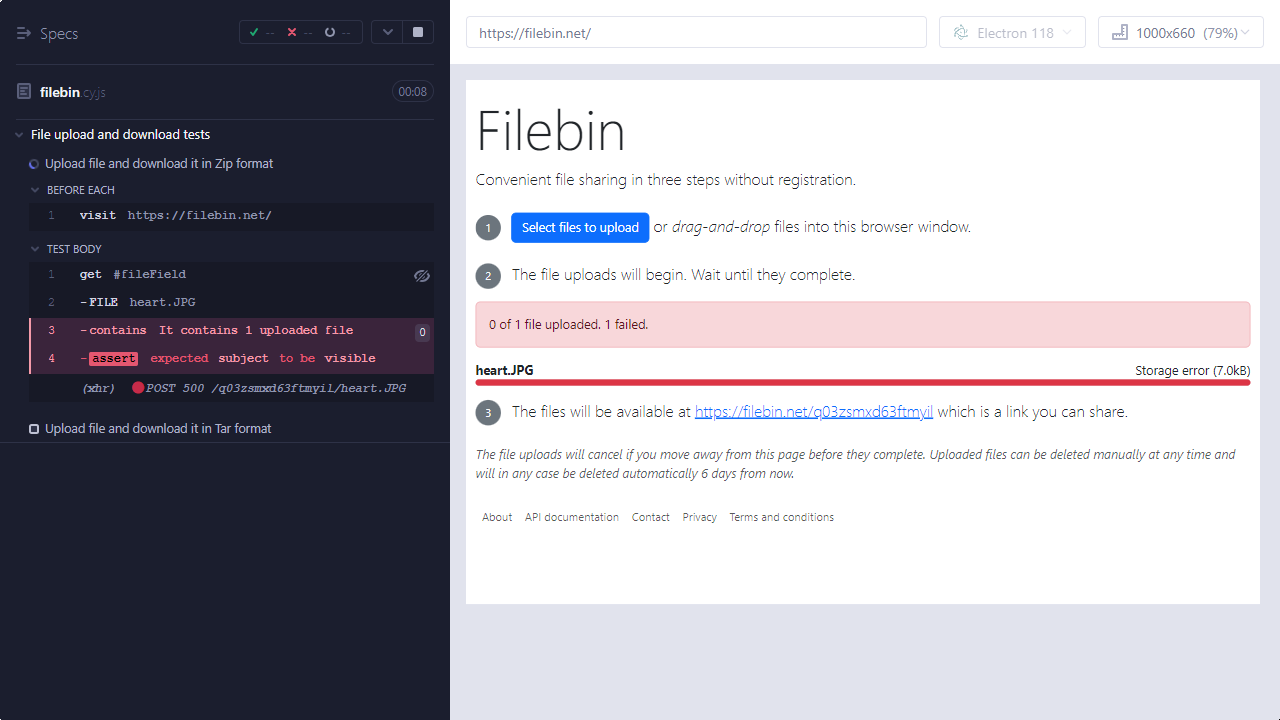 Specs
--
--
--
filebin.cy.js
00:08
File upload and download tests
Upload file and download it in Zip format
BEFORE EACH
1 visit https://filebin.net/
TEST BODY
1 get #fileField
2 -FILE heart.JPG
3 -contains It contains 1 uploaded file 0
4 -assert expected subject to be visible
(xhr) POST 500 /q03zsmxd63ftmyil/heart.JPG
Upload file and download it in Tar format
https://filebin.net/
Electron 118
1000x660 (79%)
Filebin
Convenient file sharing in three steps without registration.
1 Select files to upload or drag-and-drop files into this browser window.
2 The file uploads will begin. Wait until they complete.
0 of 1 file uploaded. 1 failed.
heart.JPG Storage error (7.0kB)
3 The files will be available at https://filebin.net/q03zsmxd63ftmyil which is a link you can share.
The file uploads will cancel if you move away from this page before they complete. Uploaded files can be deleted manually at any time and
will in any case be deleted automatically 6 days from now.
About API documentation Contact Privacy Terms and conditions